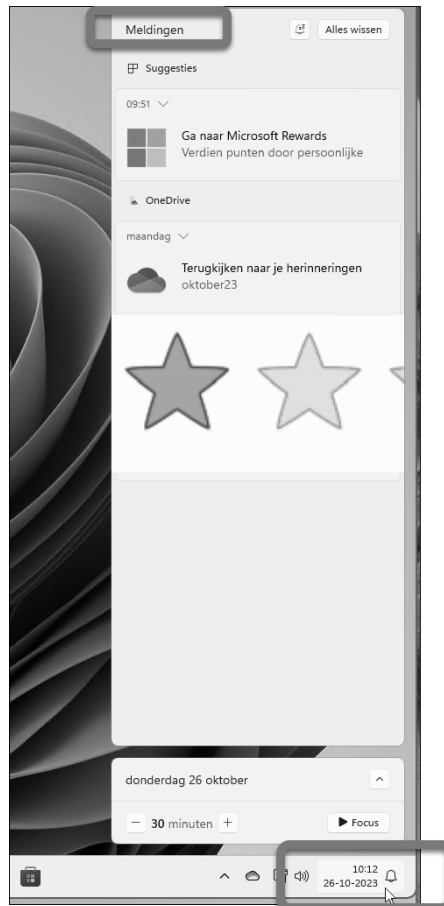 Meldingen
Alles wissen
Suggesties
09:51
Ga naar Microsoft Rewards
Verdien punten door persoonlijke
OneDrive
maandag
Terugkijken naar je herinneringen
oktober23
donderdag 26 oktober
− 30 minuten +
Focus
10:12
26-10-2023